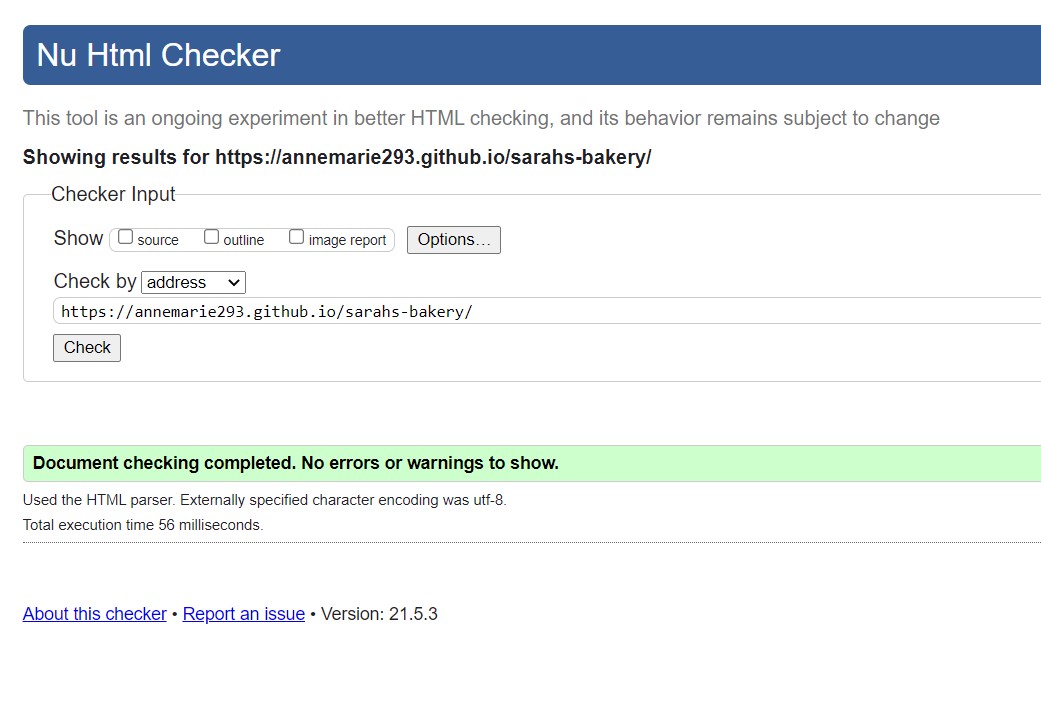 Nu Html Checker
This tool is an ongoing experiment in better HTML checking, and its behavior remains subject to change
Showing results for https://annemarie293.github.io/sarahs-bakery/
Checker Input
Show source outline image report Options...
Check by address
https://annemarie293.github.io/sarahs-bakery/
Check
Document checking completed. No errors or warnings to show.
Used the HTML parser. Externally specified character encoding was utf-8.
Total execution time 56 milliseconds.
About this checker • Report an issue • Version: 21.5.3